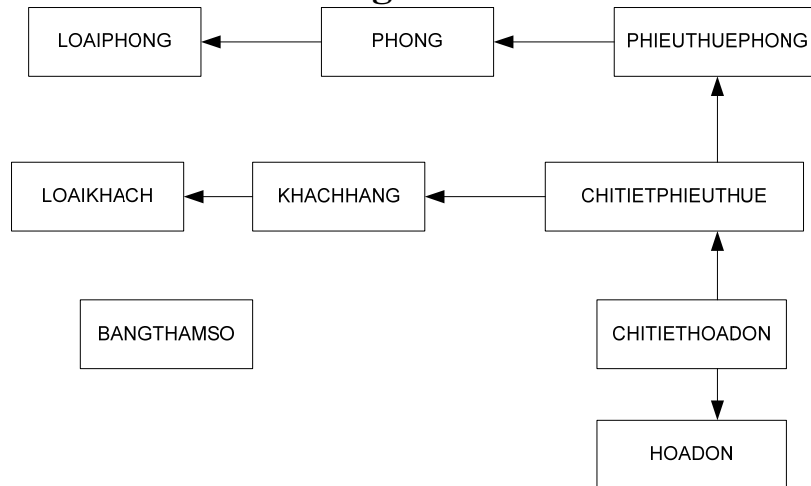 LOAIPHONG
PHONG
PHIEUTHUEPHONG
LOAIKHACH
KHACHHANG
CHITIETPHIEUTHUE
BANGTHAMSO
CHITIETHOADON
HOADON